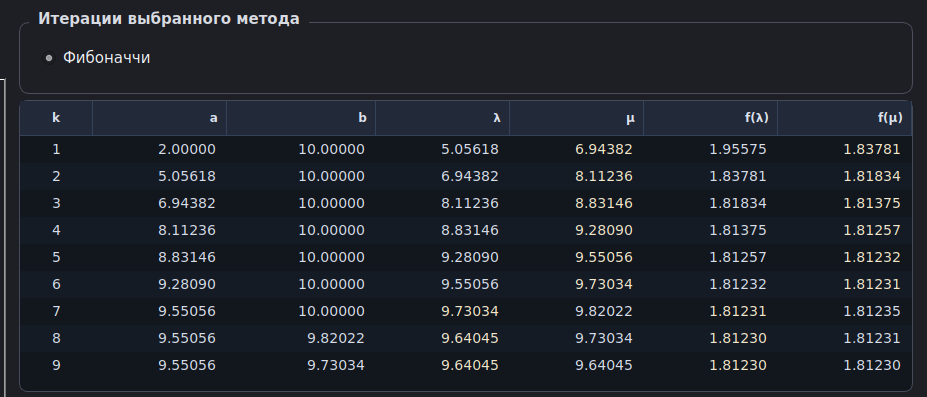 Итерации выбранного метода
Фибоначчи
k a b λ μ f(λ) f(μ)
1 2.00000 10.00000 5.05618 6.94382 1.95575 1.83781
2 5.05618 10.00000 6.94382 8.11236 1.83781 1.81834
3 6.94382 10.00000 8.11236 8.83146 1.81834 1.81375
4 8.11236 10.00000 8.83146 9.28090 1.81375 1.81257
5 8.83146 10.00000 9.28090 9.55056 1.81257 1.81232
6 9.28090 10.00000 9.55056 9.73034 1.81232 1.81231
7 9.55056 10.00000 9.73034 9.82022 1.81231 1.81235
8 9.55056 9.82022 9.64045 9.73034 1.81230 1.81231
9 9.55056 9.73034 9.64045 9.64045 1.81230 1.81230